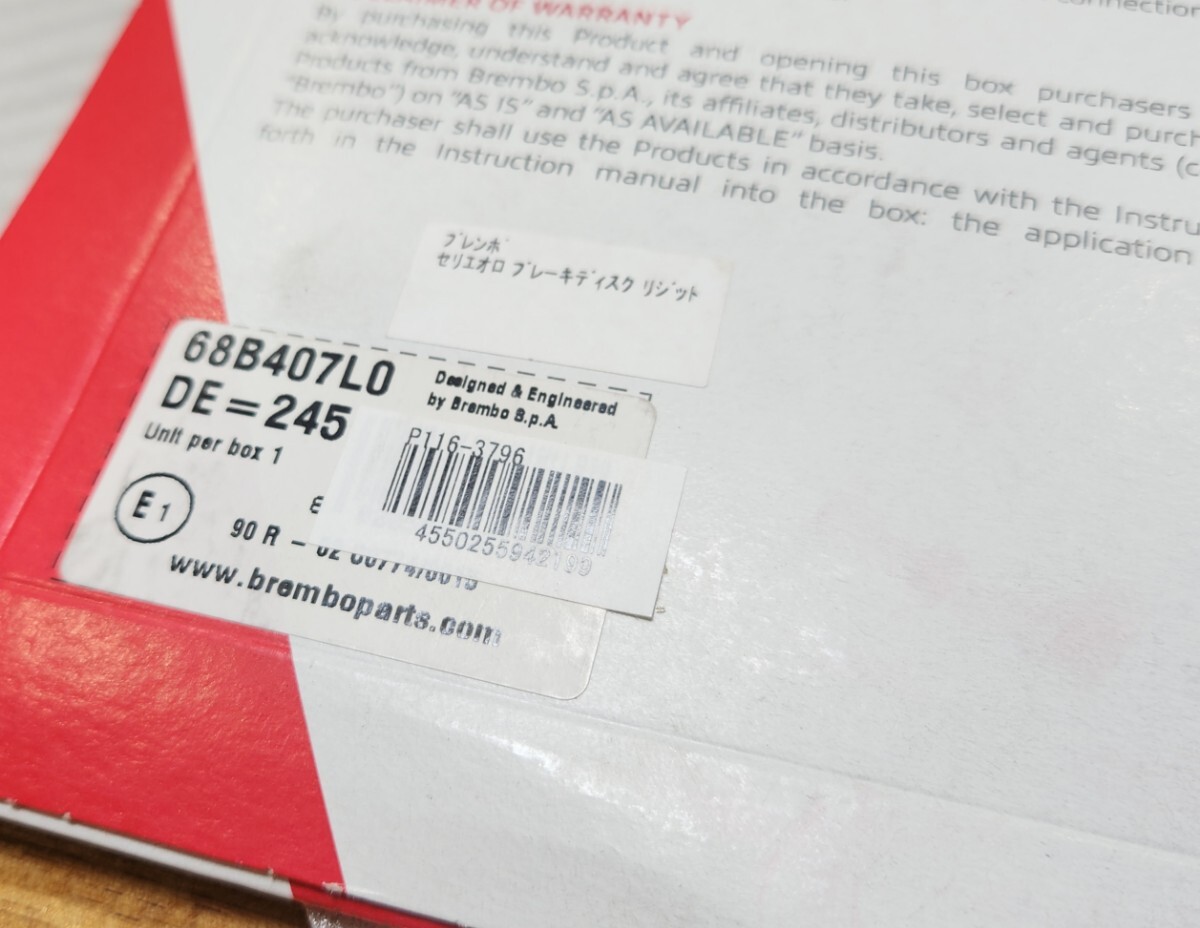 OF WARRANTY
connection
By purchasing this Product and opening this box purchasers
acknowledge, understand and agree that they take, select and purch
Products from Brembo S.p.A., its affiliates, distributors and agents (c
"Brembo") on "AS IS" and "AS AVAILABLE" basis.
The purchaser shall use the Products in accordance with the Instru
forth in the Instruction manual into the box: the application
ブレンボ
セリエオロ ブレーキディスク リジット
68B407L0
DE=245
Designed & Engineered
by Brembo S.p.A.
Unit per box 1
P116-3796
4550255942199
E1
90 R -
www.bremboparts.com